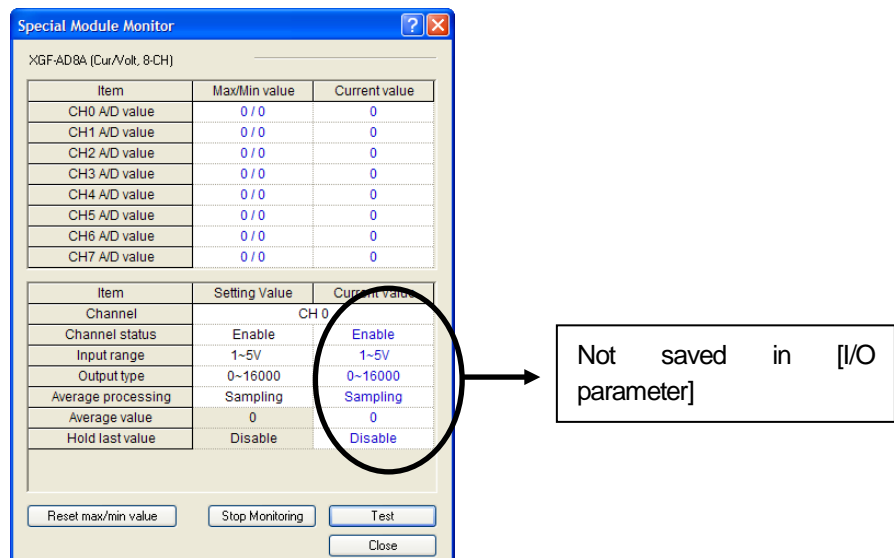 Special Module Monitor
XGF-AD8A (Cur/Volt, 8-CH)
Item Max/Min value Current value
CH0 A/D value 0 / 0 0
CH1 A/D value 0 / 0 0
CH2 A/D value 0 / 0 0
CH3 A/D value 0 / 0 0
CH4 A/D value 0 / 0 0
CH5 A/D value 0 / 0 0
CH6 A/D value 0 / 0 0
CH7 A/D value 0 / 0 0
Item Setting Value Current value
Channel CH 0
Channel status Enable Enable
Input range 1~5V 1~5V
Output type 0~16000 0~16000
Average processing Sampling Sampling
Average value 0 0
Hold last value Disable Disable
Reset max/min value Stop Monitoring Test
Close
Not saved in [I/O
parameter]